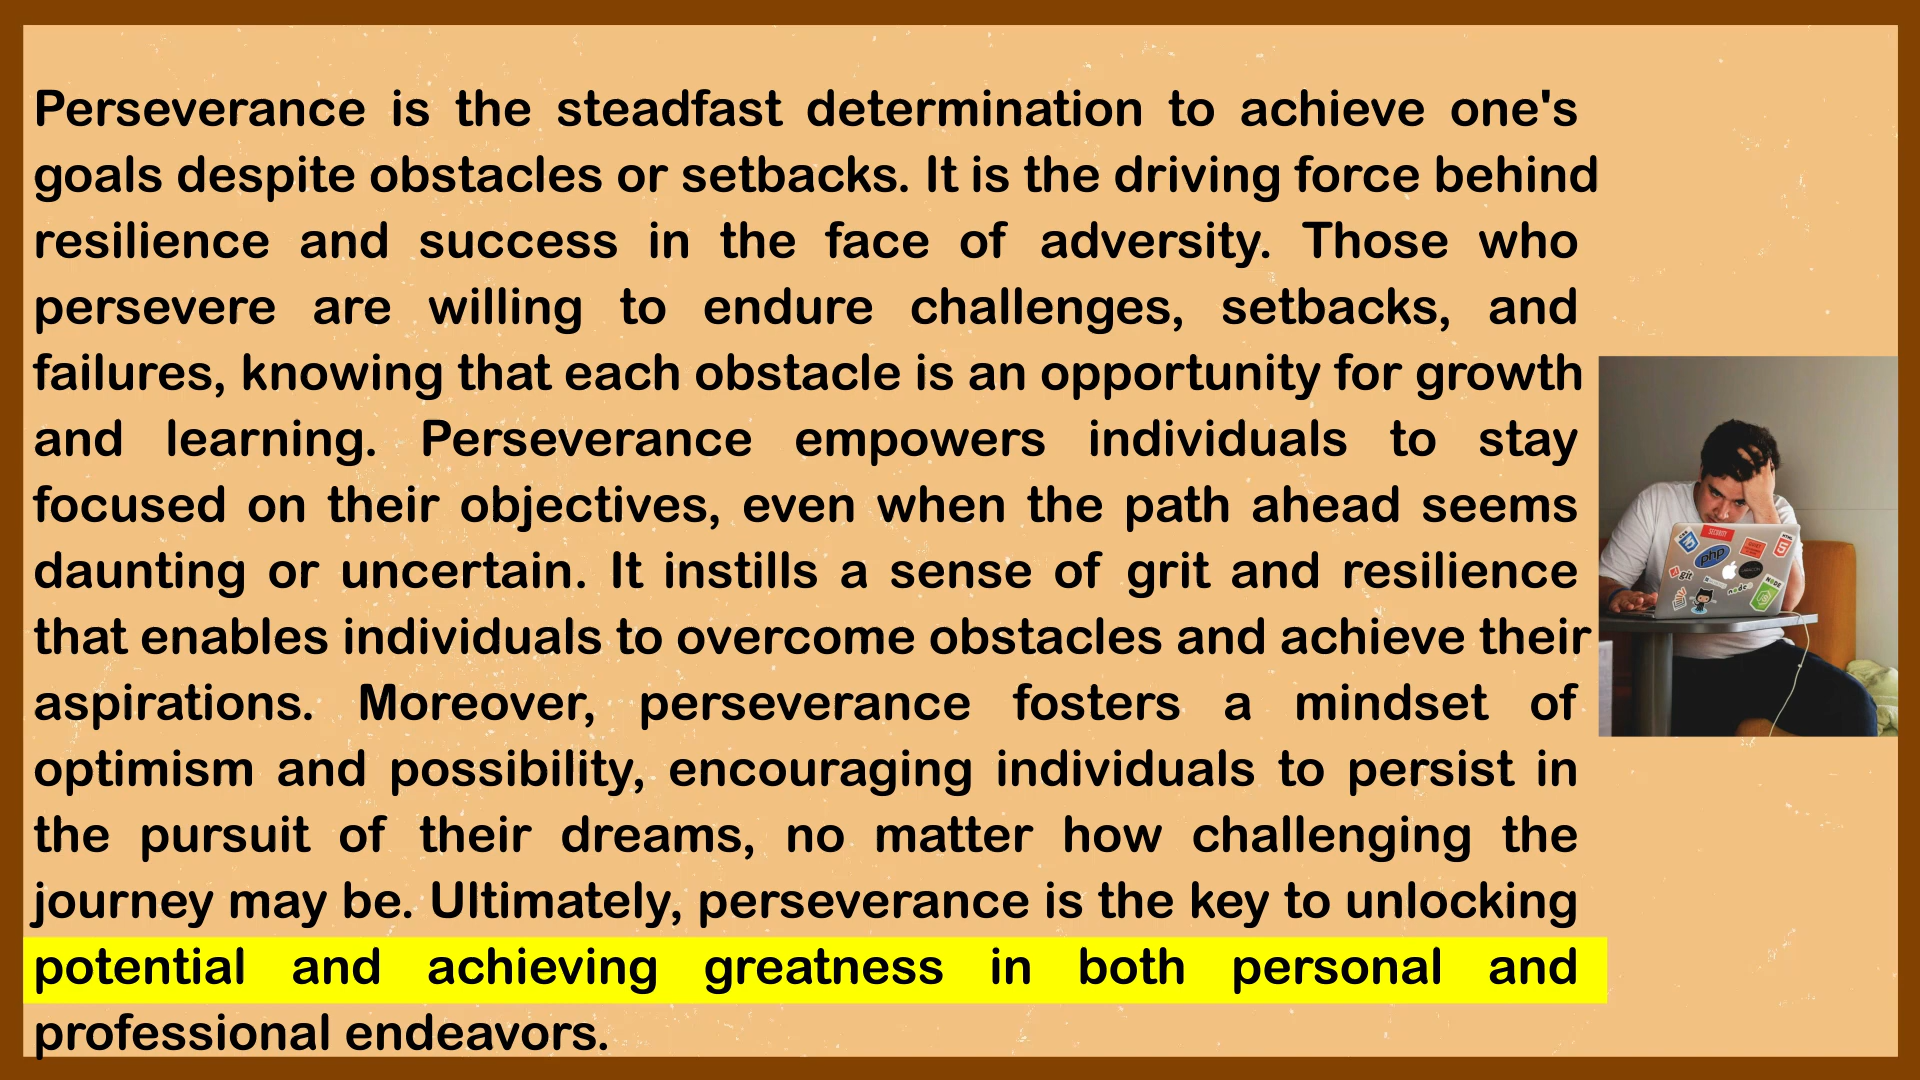 Perseverance is the steadfast determination to achieve one's
goals despite obstacles or setbacks. It is the driving force behind
resilience and success in the face of adversity. Those who
persevere are willing to endure challenges, setbacks, and
failures, knowing that each obstacle is an opportunity for growth
and learning. Perseverance empowers individuals to stay
focused on their objectives, even when the path ahead seems
daunting or uncertain. It instills a sense of grit and resilience
that enables individuals to overcome obstacles and achieve their
aspirations. Moreover, perseverance fosters a mindset of
optimism and possibility, encouraging individuals to persist in
the pursuit of their dreams, no matter how challenging the
journey may be. Ultimately, perseverance is the key to unlocking
potential and achieving greatness in both personal and
professional endeavors.
SECURITY
php
git
node
NODE